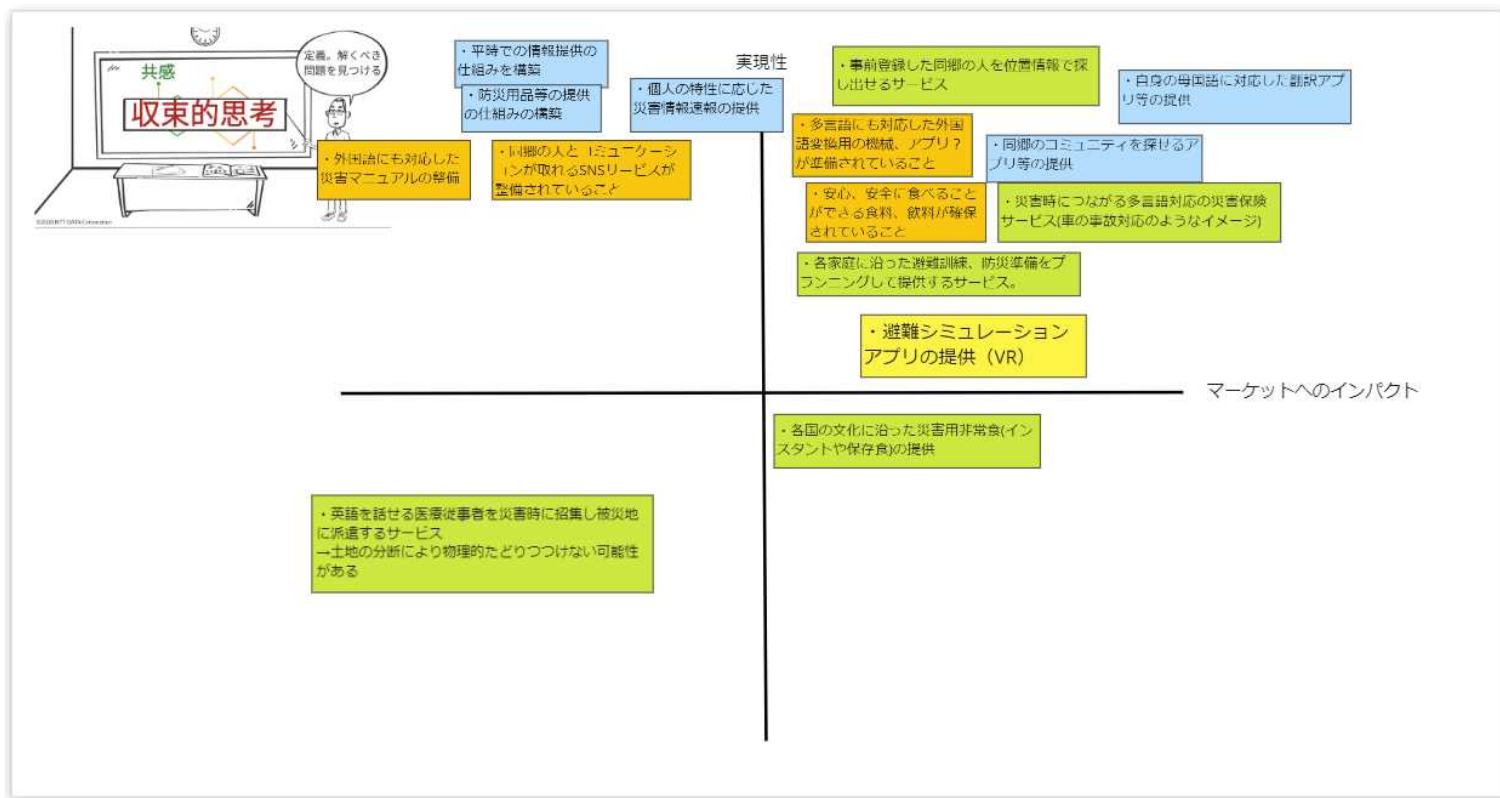 定義。解くべき
問題を見つける
共感
収束的思考
・平時での情報提供の
仕組みを構築
・防災用品等の提供
の仕組みの構築
・個人の特性に応じた
災害情報速報の提供
・外国語にも対応した
災害マニュアルの整備
・同郷の人とコミュニケーシ
ョンが取れるSNSリービスが
整備されていること
実現性
・事前登録した同郷の人を位置情報で探
し出せるサービス
・自身の母国語に対応した翻訳アプ
リ等の提供
・多言語にも対応した外国
語変換用の機械、アプリ？
が準備されていること
・同郷のコミュニティを探せるア
プリ等の提供
・安心、安全に食べること
ができる食料、飲料が確保
されていること
・災害時につながる多言語対応の災害保険
サービス(車の事故対応のようなイメージ)
・各家庭に沿った避難訓練、防災準備をプ
ランニングして提供するサービス。
・避難シミュレーション
アプリの提供（VR）
マーケットへのインパクト
・各国の文化に沿った災害用非常食(イン
スタントや保存食)の提供
・英語を話せる医療従事者を災害時に招集し被災地
に派遣するサービス
→土地の分断により物理的たどりつつけない可能性
がある